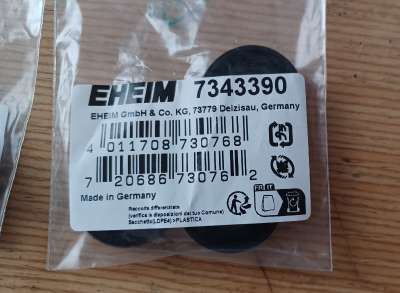 EHEIM 7343390
EHEIM GmbH & Co. KG, 73779 Deizisau, Germany
4 011708 730768
7 20686 73076 2
Made in Germany
Raccolta differenziata
(verifica le disposizioni del tuo Comune)
Sacchetto(LDPE4)>PLASTICA